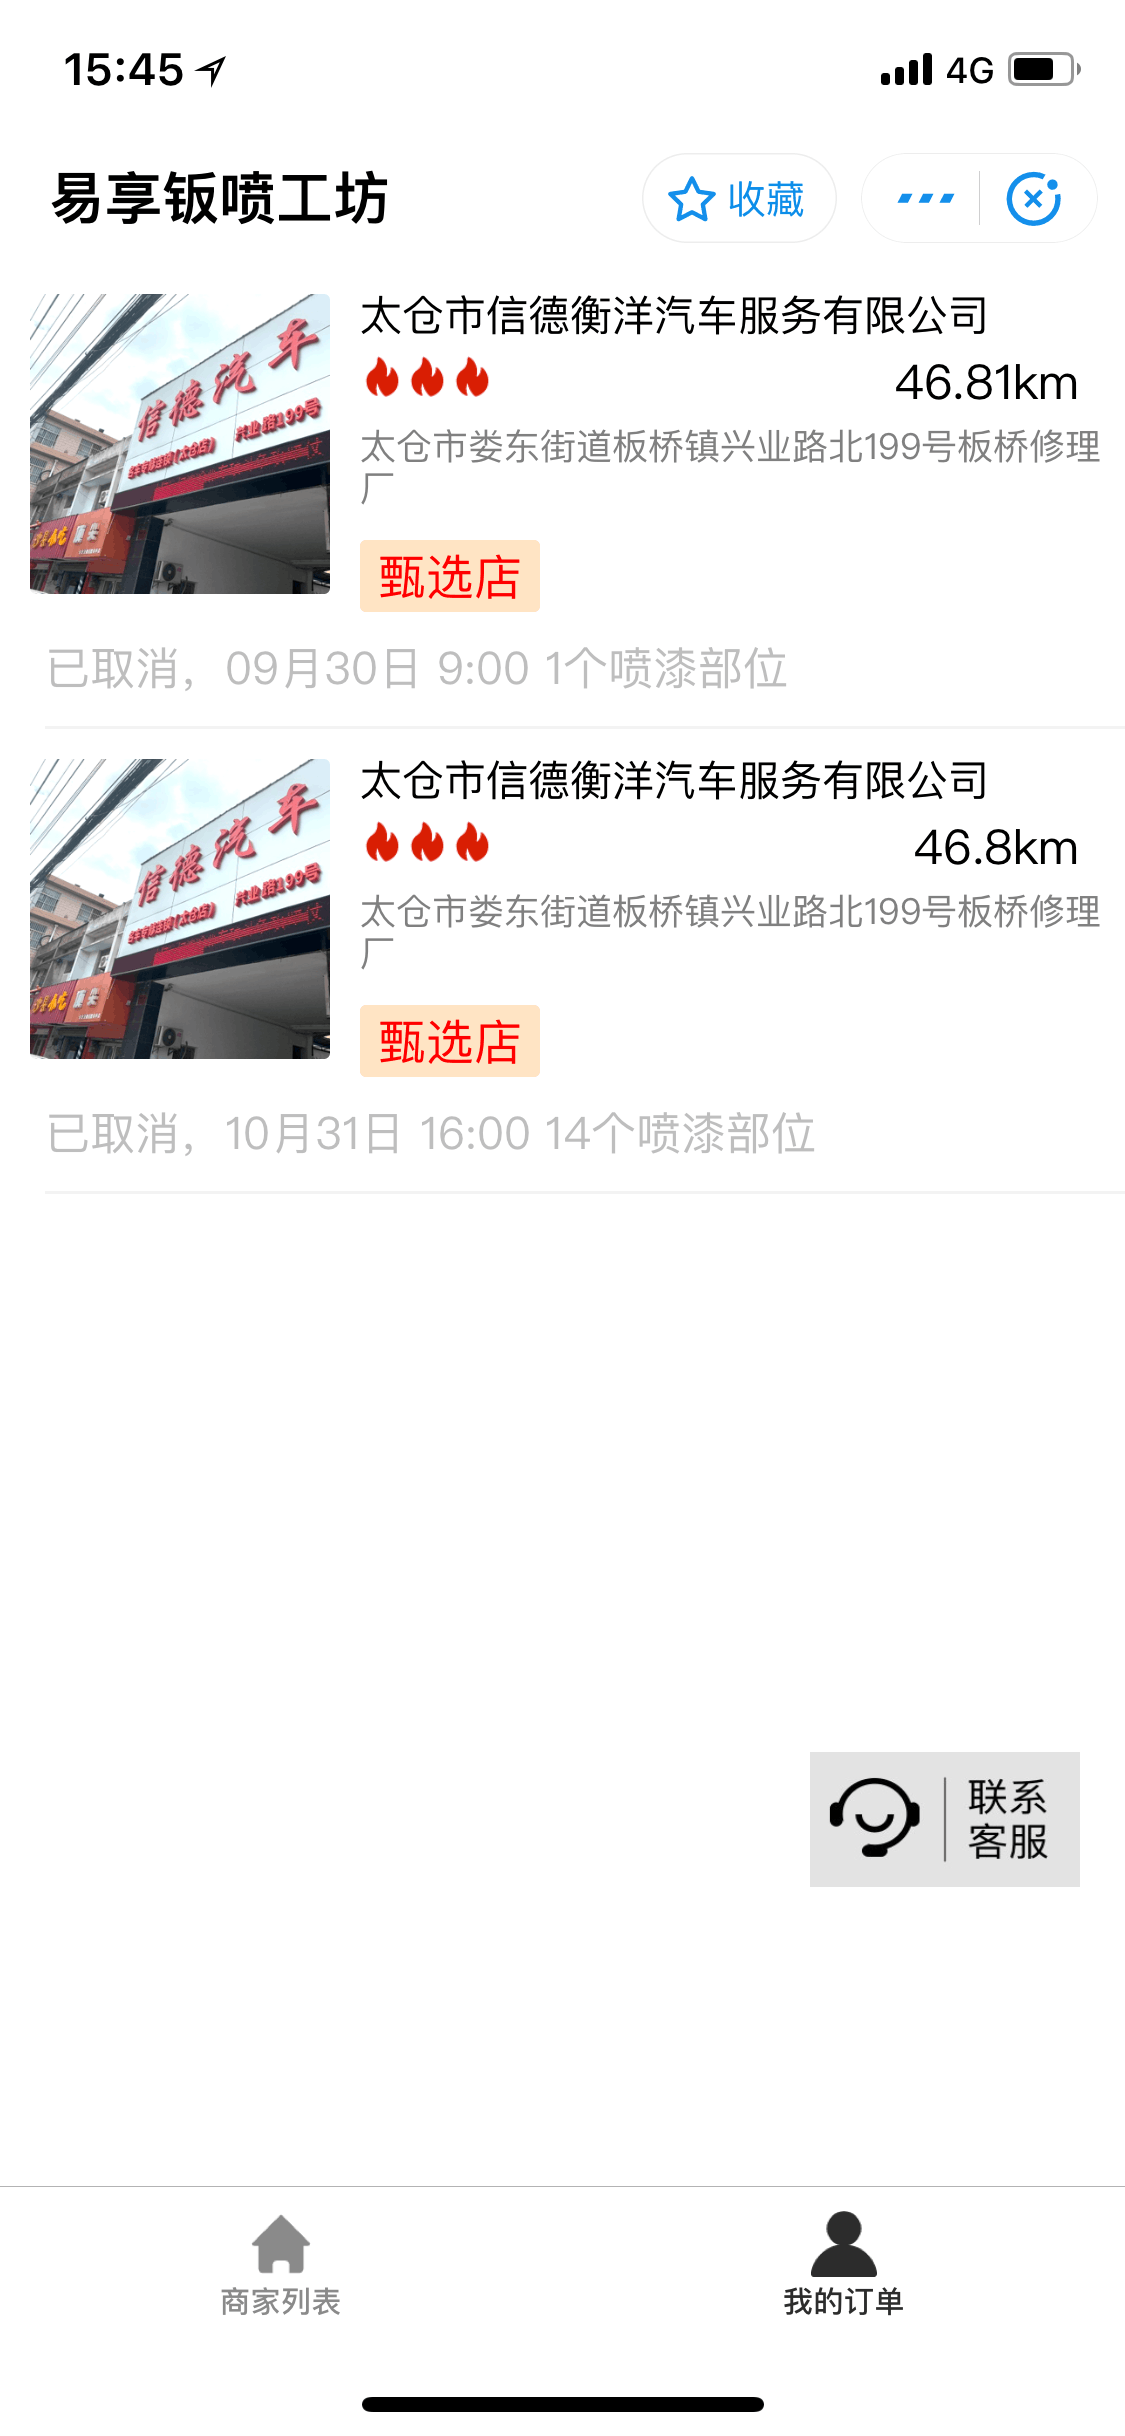 15:45
4G
易享钣喷工坊
收藏
太仓市信德衡洋汽车服务有限公司
46.81km
太仓市娄东街道板桥镇兴业路北199号板桥修理
厂
甄选店
信德汽车
兴业路199号
已取消，09月30日 9:00 1个喷漆部位
太仓市信德衡洋汽车服务有限公司
46.8km
太仓市娄东街道板桥镇兴业路北199号板桥修理
厂
甄选店
信德汽车
兴业路199号
已取消，10月31日 16:00 14个喷漆部位
联系
客服
商家列表
我的订单